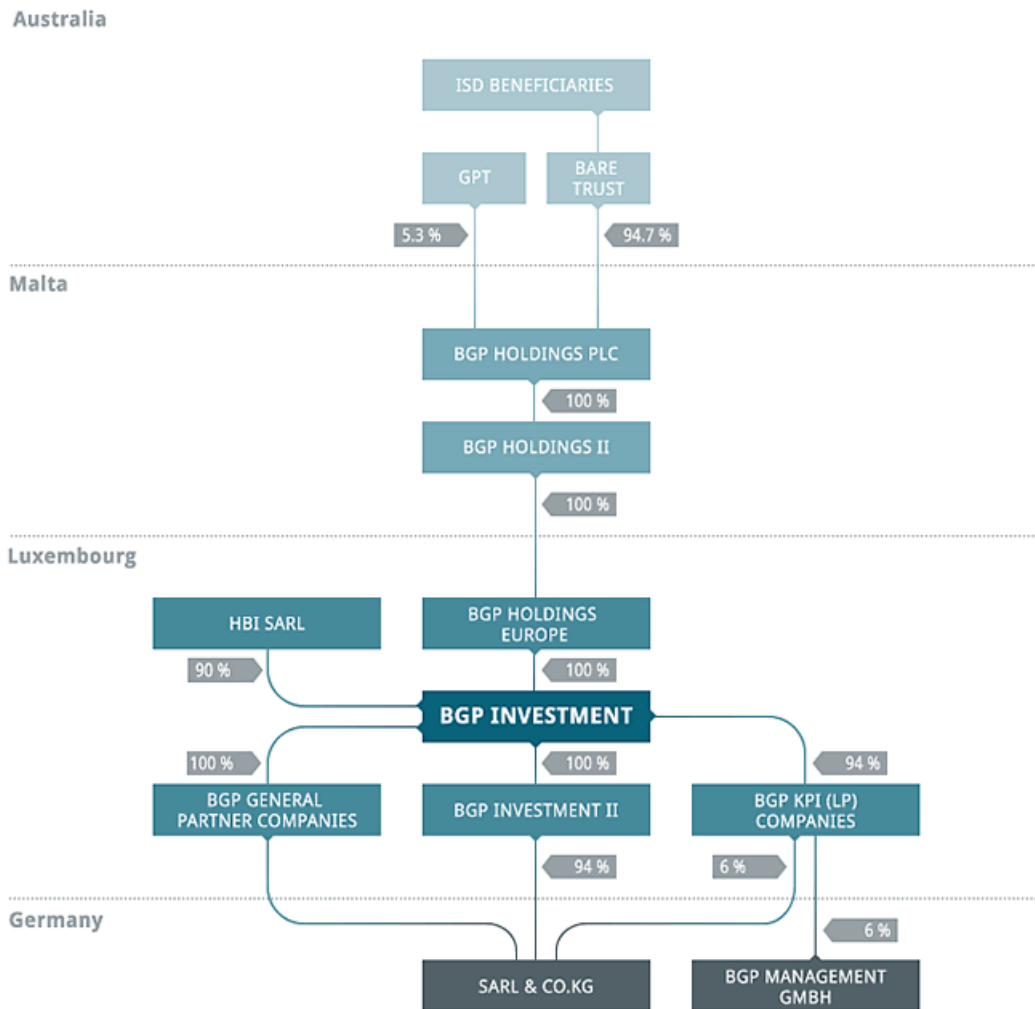 Australia
ISD BENEFICIARIES
GPT
BARE
TRUST
5.3 %
94.7 %
Malta
BGP HOLDINGS PLC
100 %
BGP HOLDINGS II
100 %
Luxembourg
HBI SARL
BGP HOLDINGS
EUROPE
90 %
100 %
BGP INVESTMENT
100 %
100 %
94 %
BGP GENERAL
PARTNER COMPANIES
BGP INVESTMENT II
BGP KPI (LP)
COMPANIES
94 %
6 %
Germany
6 %
SARL & CO.KG
BGP MANAGEMENT
GMBH